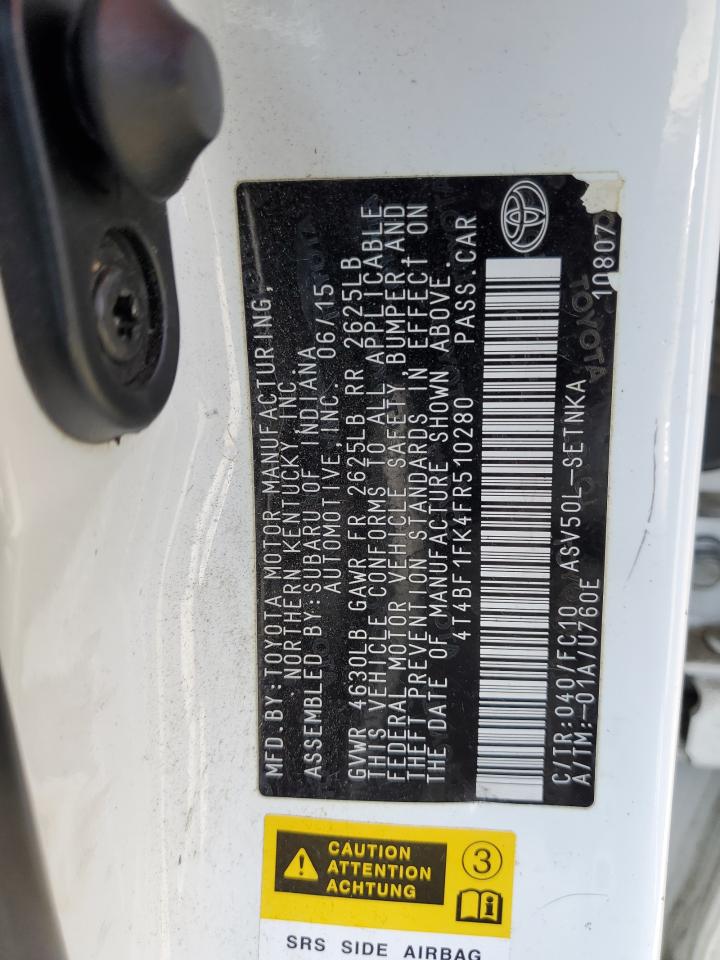 MFD.BY:TOYOTA MOTOR MANUFACTURING,
NORTHERN KENTUCKY,INC.
ASSEMBLED BY:SUBARU OF INDIANA
AUTOMOTIVE,INC. 06/15
GVWR 4630LB GAWR FR 2625LB RR 2625LB
THIS VEHICLE CONFORMS TO ALL APPLICABLE
FEDERAL MOTOR VEHICLE SAFETY,BUMPER,AND
THEFT PREVENTION STANDARDS IN EFFECT ON
THE DATE OF MANUFACTURE SHOWN ABOVE.
4T4BF1FK4FR510280 PASS.CAR
C/TR:040/FC10 ASV50L-SETNKA
A/TM:-01A/U760E
10807
TOYOTA
CAUTION
ATTENTION
ACHTUNG
3
SRS SIDE AIRBAG